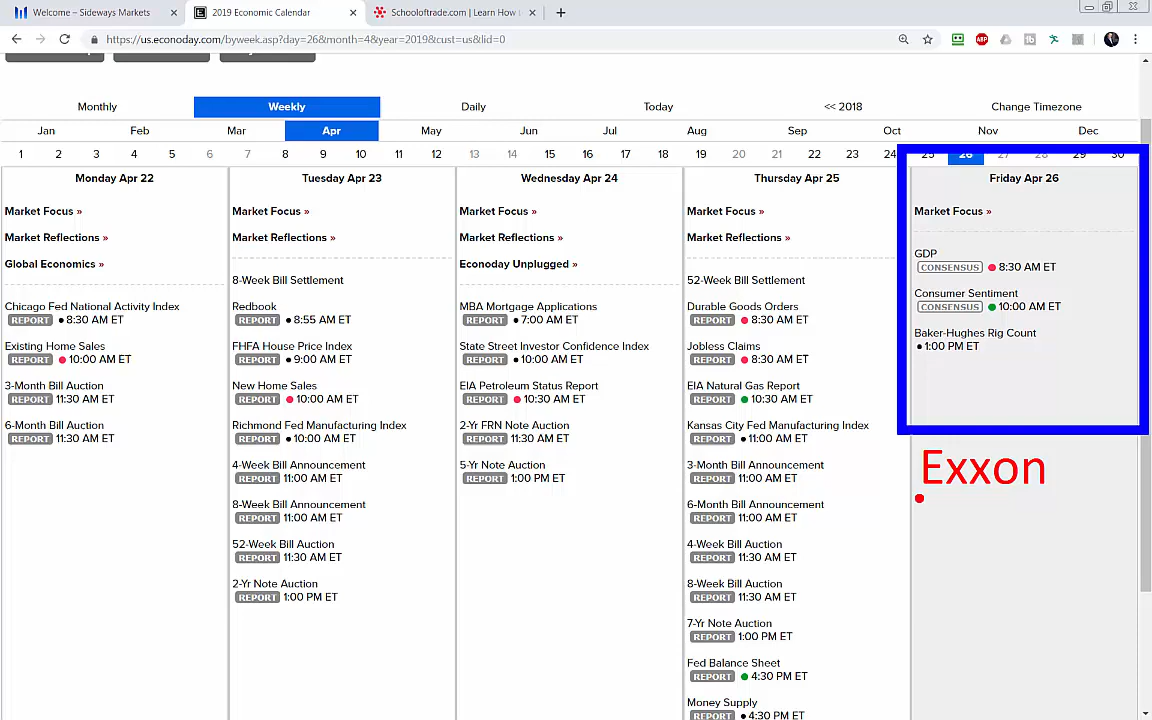 Welcome – Sideways Markets
2019 Economic Calendar
Schooloftrade.com | Learn How
https://us.econoday.com/byweek.asp?day=26&month=4&year=2019&cust=us&lid=0
Monthly Weekly Daily Today << 2018 Change Timezone
Jan Feb Mar Apr May Jun Jul Aug Sep Oct Nov Dec
1 2 3 4 5 6 7 8 9 10 11 12 13 14 15 16 17 18 19 20 21 22 23 24 25 26 27 28 29 30
Monday Apr 22
Market Focus »
Market Reflections »
Global Economics »
Chicago Fed National Activity Index
REPORT 8:30 AM ET
Existing Home Sales
REPORT 10:00 AM ET
3-Month Bill Auction
REPORT 11:30 AM ET
6-Month Bill Auction
REPORT 11:30 AM ET
Tuesday Apr 23
Market Focus »
Market Reflections »
8-Week Bill Settlement
Redbook
REPORT 8:55 AM ET
FHFA House Price Index
REPORT 9:00 AM ET
New Home Sales
REPORT 10:00 AM ET
Richmond Fed Manufacturing Index
REPORT 10:00 AM ET
4-Week Bill Announcement
REPORT 11:00 AM ET
8-Week Bill Announcement
REPORT 11:00 AM ET
52-Week Bill Auction
REPORT 11:30 AM ET
2-Yr Note Auction
REPORT 1:00 PM ET
Wednesday Apr 24
Market Focus »
Market Reflections »
Econoday Unplugged »
MBA Mortgage Applications
REPORT 7:00 AM ET
State Street Investor Confidence Index
REPORT 10:00 AM ET
EIA Petroleum Status Report
REPORT 10:30 AM ET
2-Yr FRN Note Auction
REPORT 11:30 AM ET
5-Yr Note Auction
REPORT 1:00 PM ET
Thursday Apr 25
Market Focus »
Market Reflections »
52-Week Bill Settlement
Durable Goods Orders
REPORT 8:30 AM ET
Jobless Claims
REPORT 8:30 AM ET
EIA Natural Gas Report
REPORT 10:30 AM ET
Kansas City Fed Manufacturing Index
REPORT 11:00 AM ET
3-Month Bill Announcement
REPORT 11:00 AM ET
6-Month Bill Announcement
REPORT 11:00 AM ET
4-Week Bill Auction
REPORT 11:30 AM ET
8-Week Bill Auction
REPORT 11:30 AM ET
7-Yr Note Auction
REPORT 1:00 PM ET
Fed Balance Sheet
REPORT 4:30 PM ET
Money Supply
REPORT 4:30 PM ET
Friday Apr 26
Market Focus »
GDP
CONSENSUS 8:30 AM ET
Consumer Sentiment
CONSENSUS 10:00 AM ET
Baker-Hughes Rig Count
1:00 PM ET
Exxon